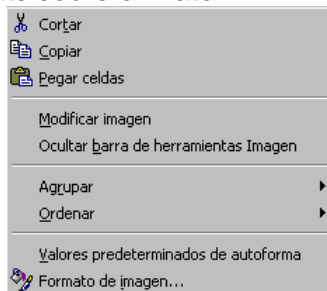 Cortar
Copiar
Pegar celdas
Modificar imagen
Ocultar barra de herramientas Imagen
Agrupar
Ordenar
Valores predeterminados de autoforma
Formato de imagen...